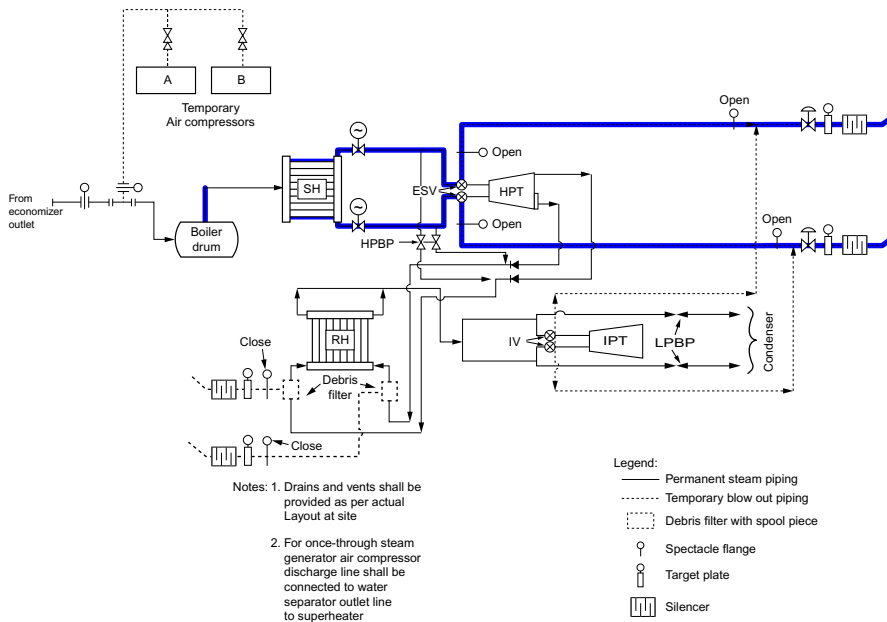 A
B
Temporary
Air compressors
Open
Open
From
economizer
outlet
SH
ESV
HPT
Boiler
drum
HPBP
Open
Open
RH
IV
IPT
LPBP
Condenser
Close
Debris
filter
Close
Notes: 1. Drains and vents shall be
provided as per actual
Layout at site
2. For once-through steam
generator air compressor
discharge line shall be
connected to water
separator outlet line
to superheater
Legend:
Permanent steam piping
Temporary blow out piping
Debris filter with spool piece
Spectacle flange
Target plate
Silencer